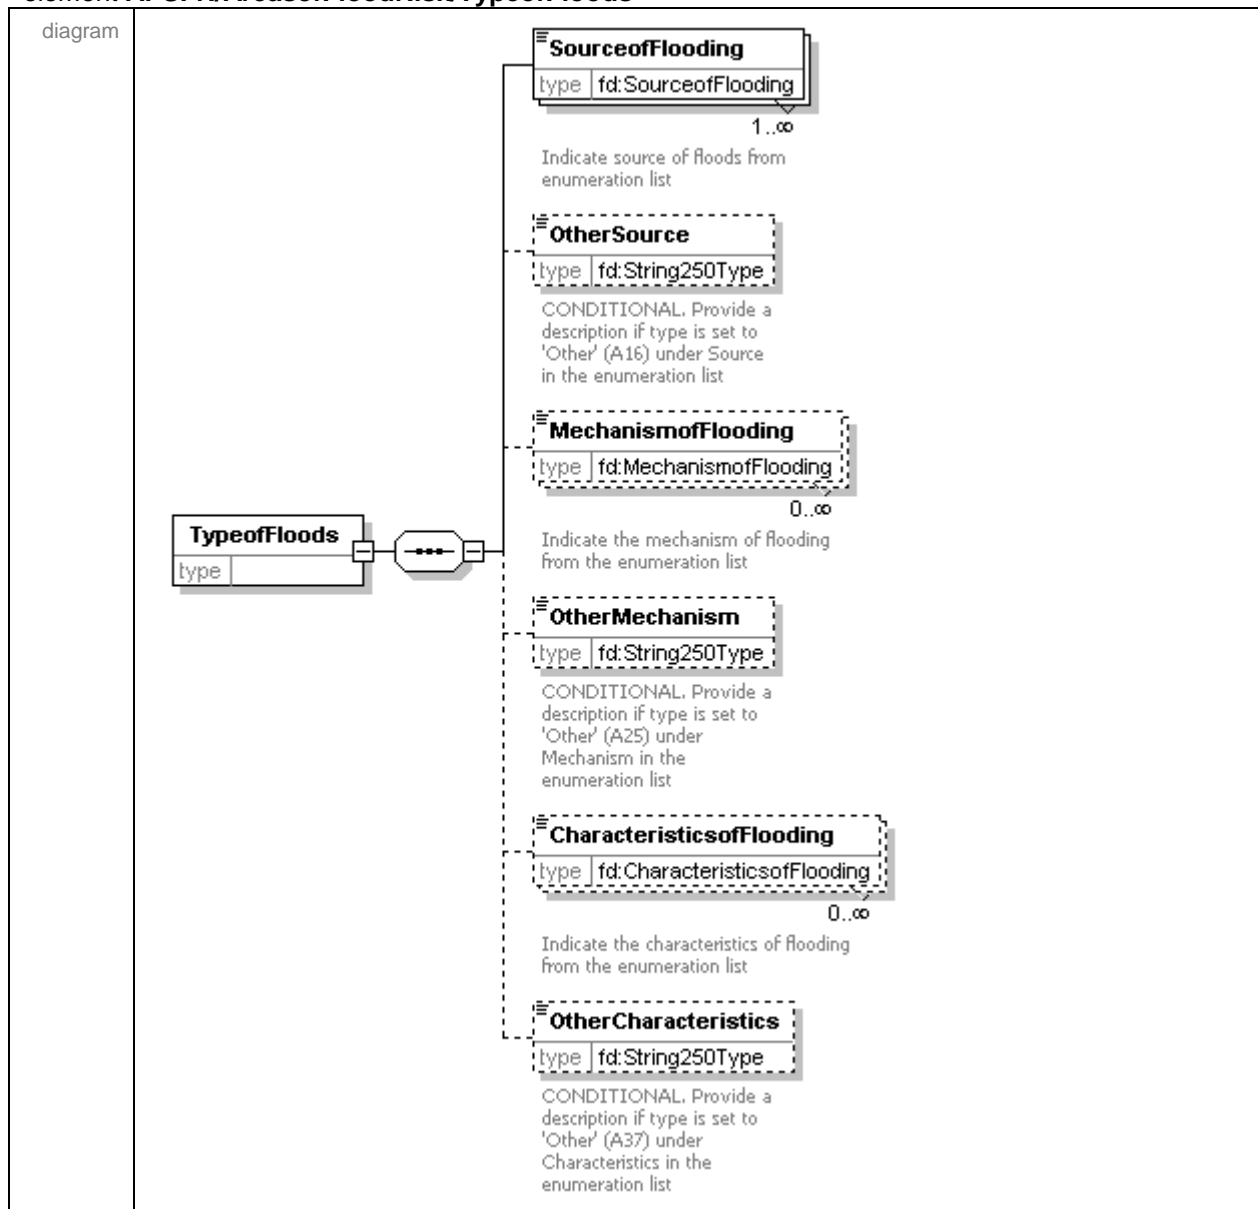 diagram
SourceofFlooding
type fd:SourceofFlooding
1..∞
Indicate source of floods from
enumeration list
OtherSource
type fd:String250Type
CONDITIONAL. Provide a
description if type is set to
'Other' (A16) under Source
in the enumeration list
MechanismofFlooding
type fd:MechanismofFlooding
0..∞
Indicate the mechanism of flooding
from the enumeration list
TypeofFloods
type
OtherMechanism
type fd:String250Type
CONDITIONAL. Provide a
description if type is set to
'Other' (A25) under
Mechanism in the
enumeration list
CharacteristicsofFlooding
type fd:CharacteristicsofFlooding
0..∞
Indicate the characteristics of flooding
from the enumeration list
OtherCharacteristics
type fd:String250Type
CONDITIONAL. Provide a
description if type is set to
'Other' (A37) under
Characteristics in the
enumeration list